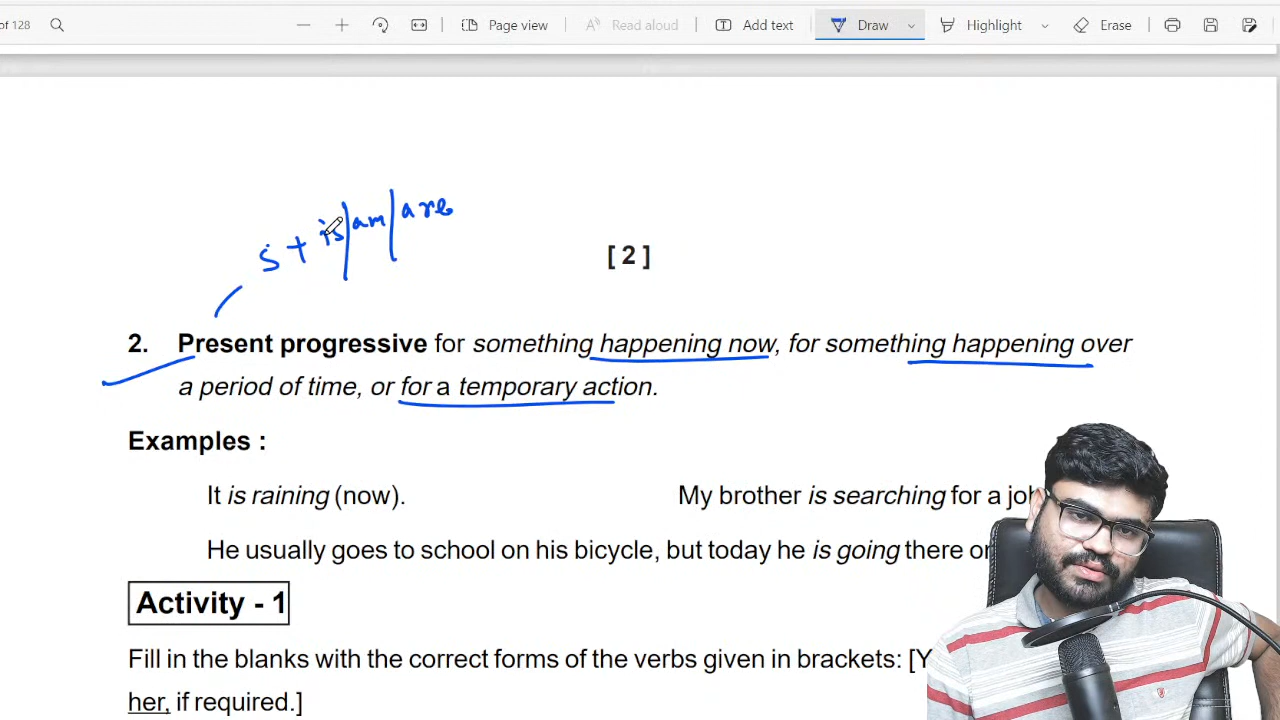 of 128 Page view Read aloud Add text Draw Highlight Erase
s + is/am/are
[ 2 ]
2. Present progressive for something happening now, for something happening over
a period of time, or for a temporary action.
Examples :
It is raining (now). My brother is searching for a jo
He usually goes to school on his bicycle, but today he is going there on
Activity - 1
Fill in the blanks with the correct forms of the verbs given in brackets: [Y
her, if required.]